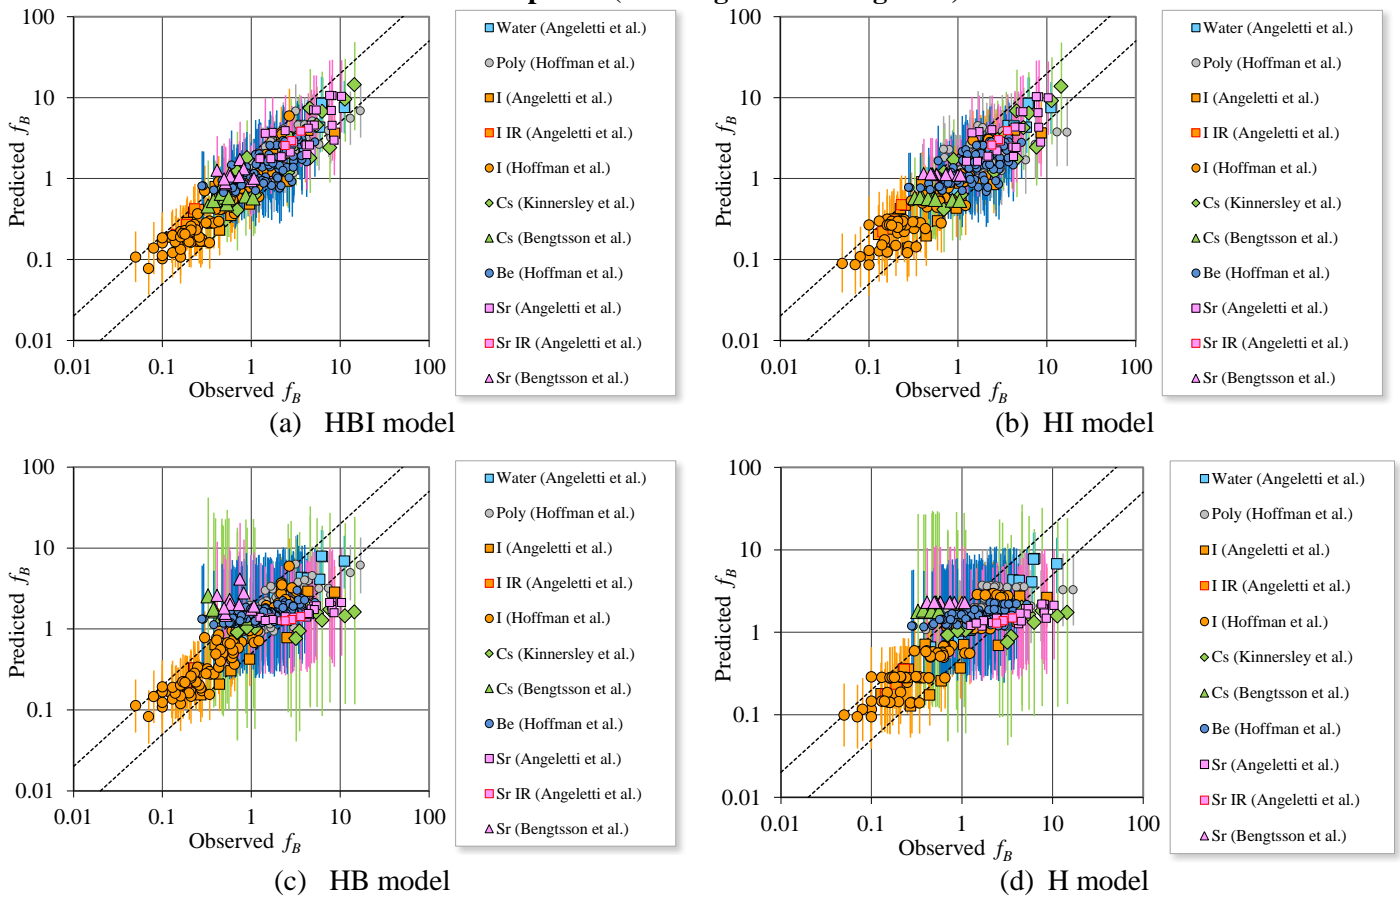 100
10
1
0.1
0.01
Predicted f_B
0.01 0.1 1 10 100
Observed f_B
Water (Angeletti et al.)
Poly (Hoffman et al.)
I (Angeletti et al.)
I IR (Angeletti et al.)
I (Hoffman et al.)
Cs (Kinnersley et al.)
Cs (Bengtsson et al.)
Be (Hoffman et al.)
Sr (Angeletti et al.)
Sr IR (Angeletti et al.)
Sr (Bengtsson et al.)
(a) HBI model
100
10
1
0.1
0.01
Predicted f_B
0.01 0.1 1 10 100
Observed f_B
Water (Angeletti et al.)
Poly (Hoffman et al.)
I (Angeletti et al.)
I IR (Angeletti et al.)
I (Hoffman et al.)
Cs (Kinnersley et al.)
Cs (Bengtsson et al.)
Be (Hoffman et al.)
Sr (Angeletti et al.)
Sr IR (Angeletti et al.)
Sr (Bengtsson et al.)
(b) HI model
100
10
1
0.1
0.01
Predicted f_B
0.01 0.1 1 10 100
Observed f_B
Water (Angeletti et al.)
Poly (Hoffman et al.)
I (Angeletti et al.)
I IR (Angeletti et al.)
I (Hoffman et al.)
Cs (Kinnersley et al.)
Cs (Bengtsson et al.)
Be (Hoffman et al.)
Sr (Angeletti et al.)
Sr IR (Angeletti et al.)
Sr (Bengtsson et al.)
(c) HB model
100
10
1
0.1
0.01
Predicted f_B
0.01 0.1 1 10 100
Observed f_B
Water (Angeletti et al.)
Poly (Hoffman et al.)
I (Angeletti et al.)
I IR (Angeletti et al.)
I (Hoffman et al.)
Cs (Kinnersley et al.)
Cs (Bengtsson et al.)
Be (Hoffman et al.)
Sr (Angeletti et al.)
Sr IR (Angeletti et al.)
Sr (Bengtsson et al.)
(d) H model